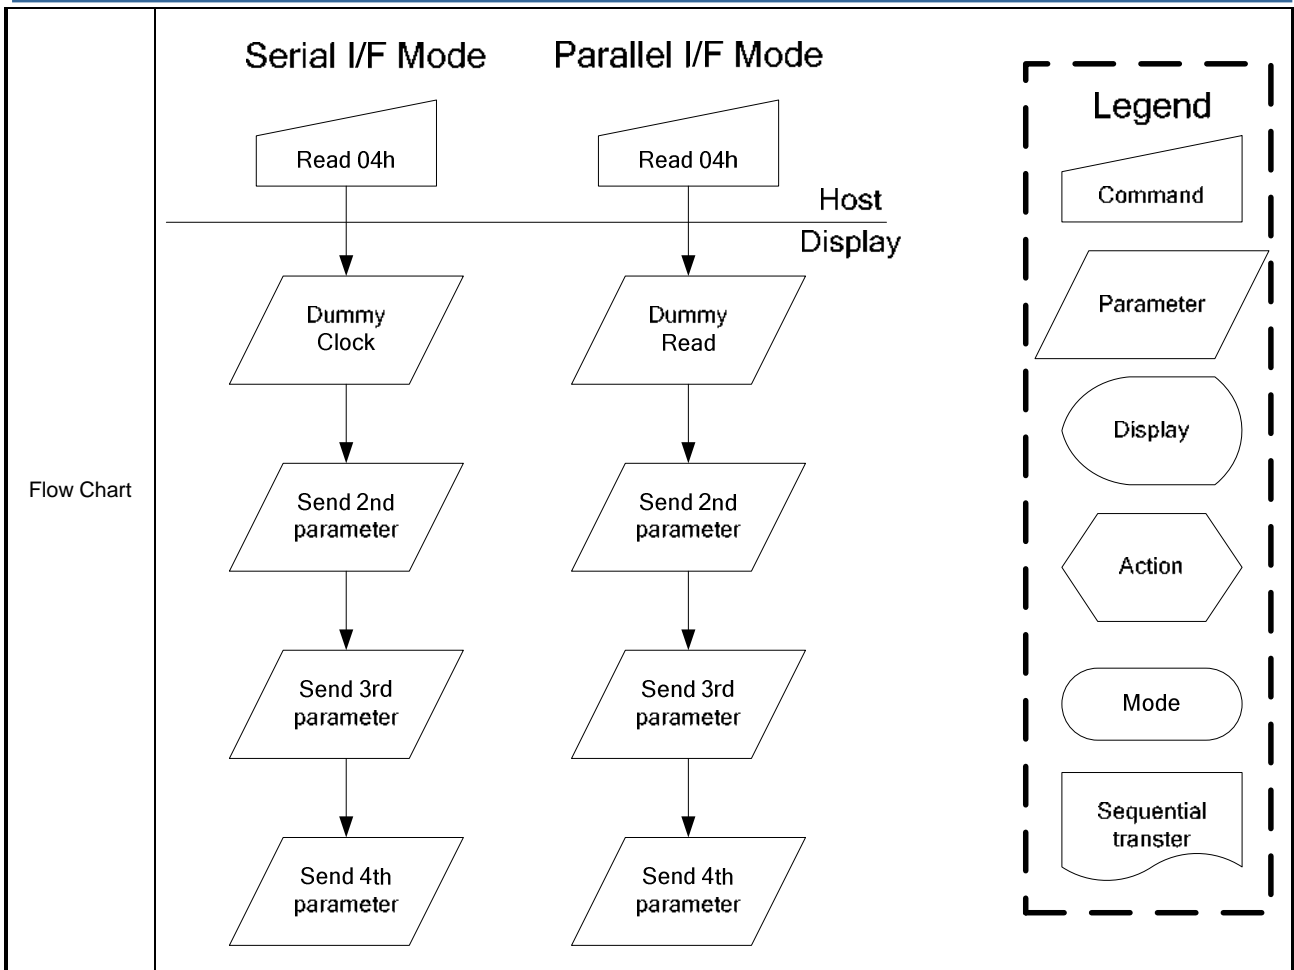 Flow Chart
Serial I/F Mode
Read 04h
Dummy
Clock
Send 2nd
parameter
Send 3rd
parameter
Send 4th
parameter
Parallel I/F Mode
Read 04h
Dummy
Read
Send 2nd
parameter
Send 3rd
parameter
Send 4th
parameter
Host
Display
Legend
Command
Parameter
Display
Action
Mode
Sequential
transter